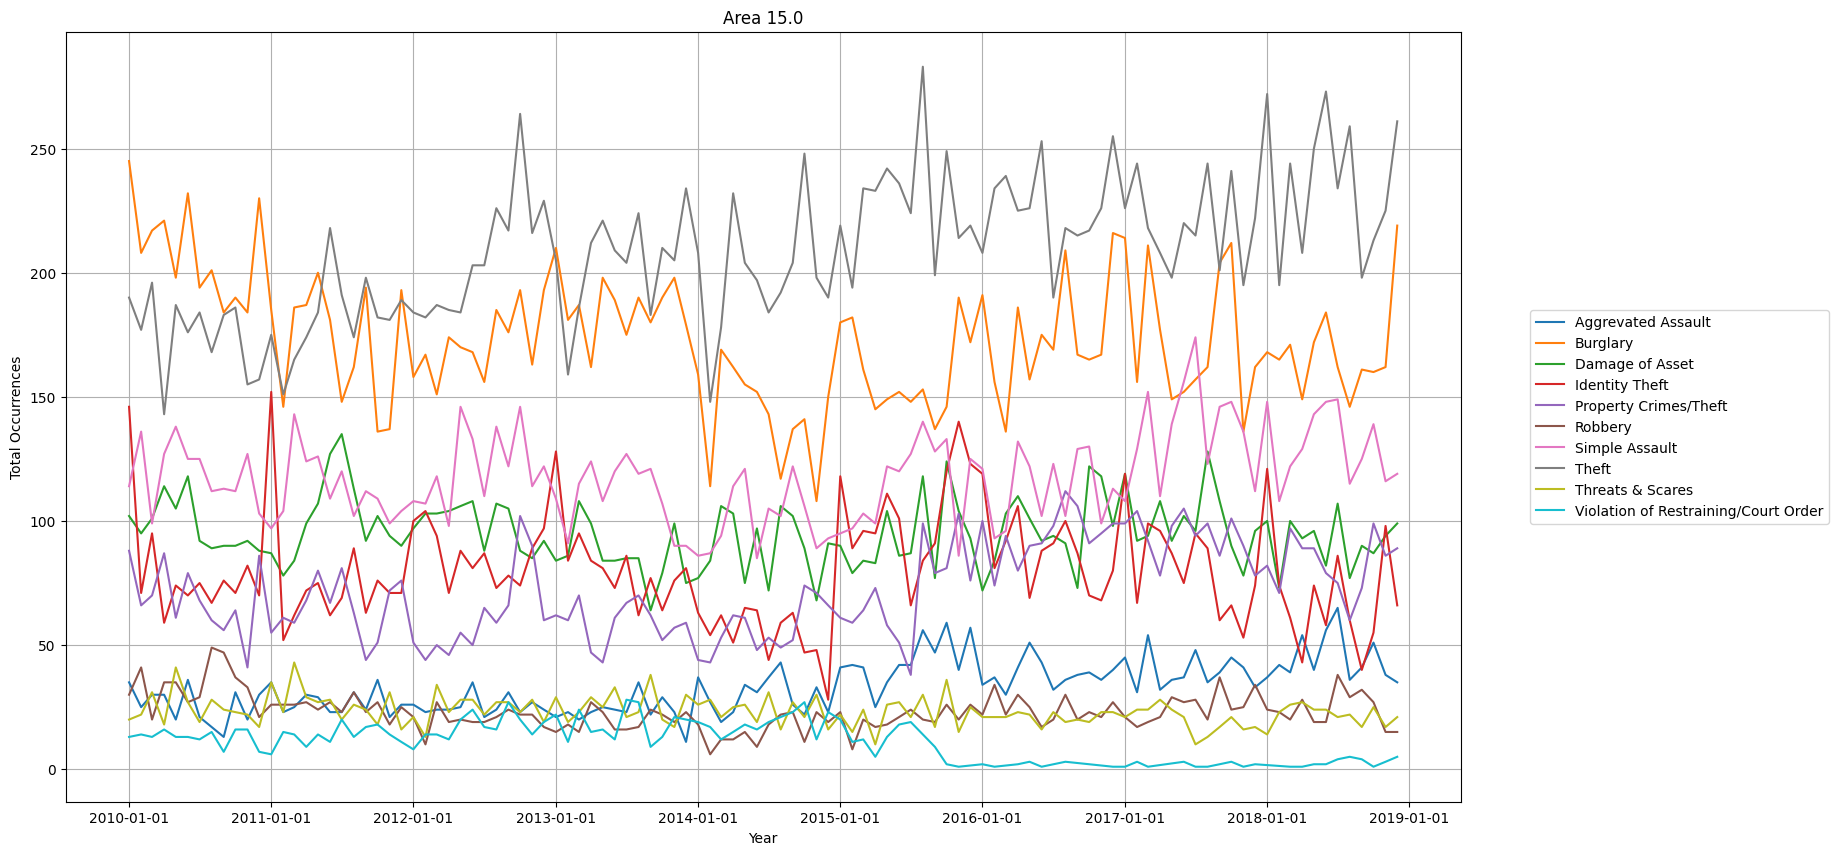 Area 15.0
Total Occurrences
250
200
150
100
50
0
2010-01-01 2011-01-01 2012-01-01 2013-01-01 2014-01-01 2015-01-01 2016-01-01 2017-01-01 2018-01-01 2019-01-01
Year
Aggrevated Assault
Burglary
Damage of Asset
Identity Theft
Property Crimes/Theft
Robbery
Simple Assault
Theft
Threats & Scares
Violation of Restraining/Court Order